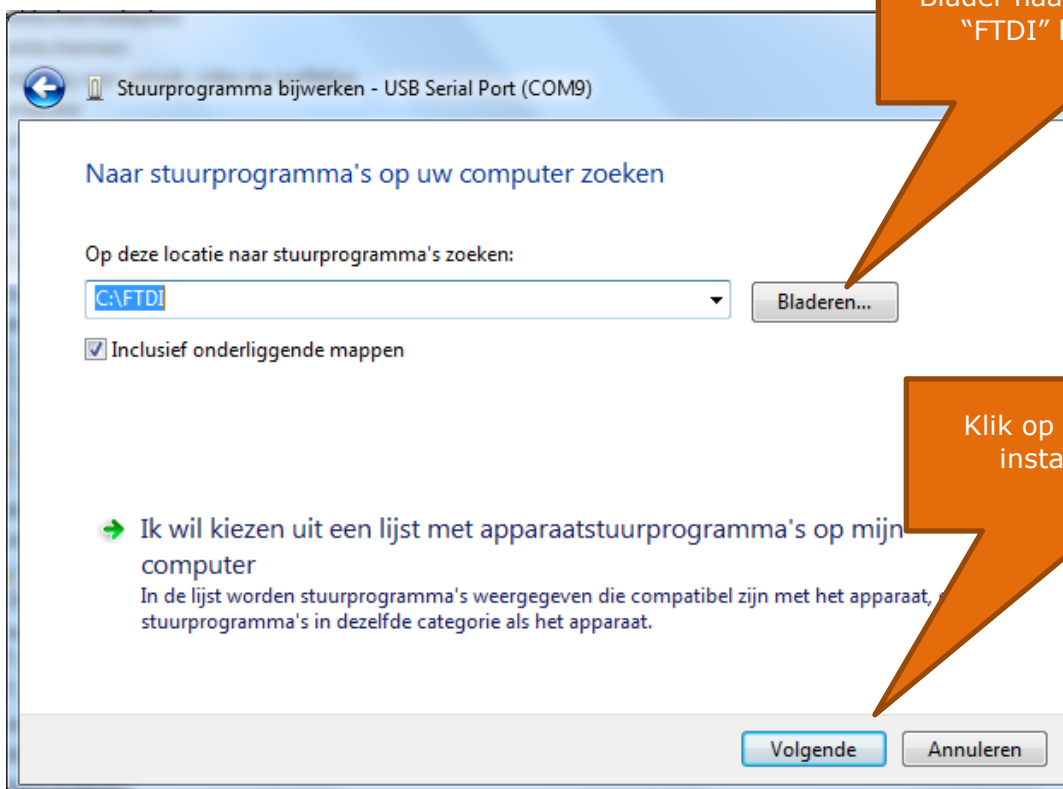 Blader naa
"FTDI"
Stuurprogramma bijwerken - USB Serial Port (COM9)
Naar stuurprogramma's op uw computer zoeken
Op deze locatie naar stuurprogramma's zoeken:
C:\FTDI
Bladeren...
Inclusief onderliggende mappen
Klik op
insta
Ik wil kiezen uit een lijst met apparaatstuurprogramma's op mijn
computer
In de lijst worden stuurprogramma's weergegeven die compatibel zijn met het apparaat,
stuurprogramma's in dezelfde categorie als het apparaat.
Volgende
Annuleren